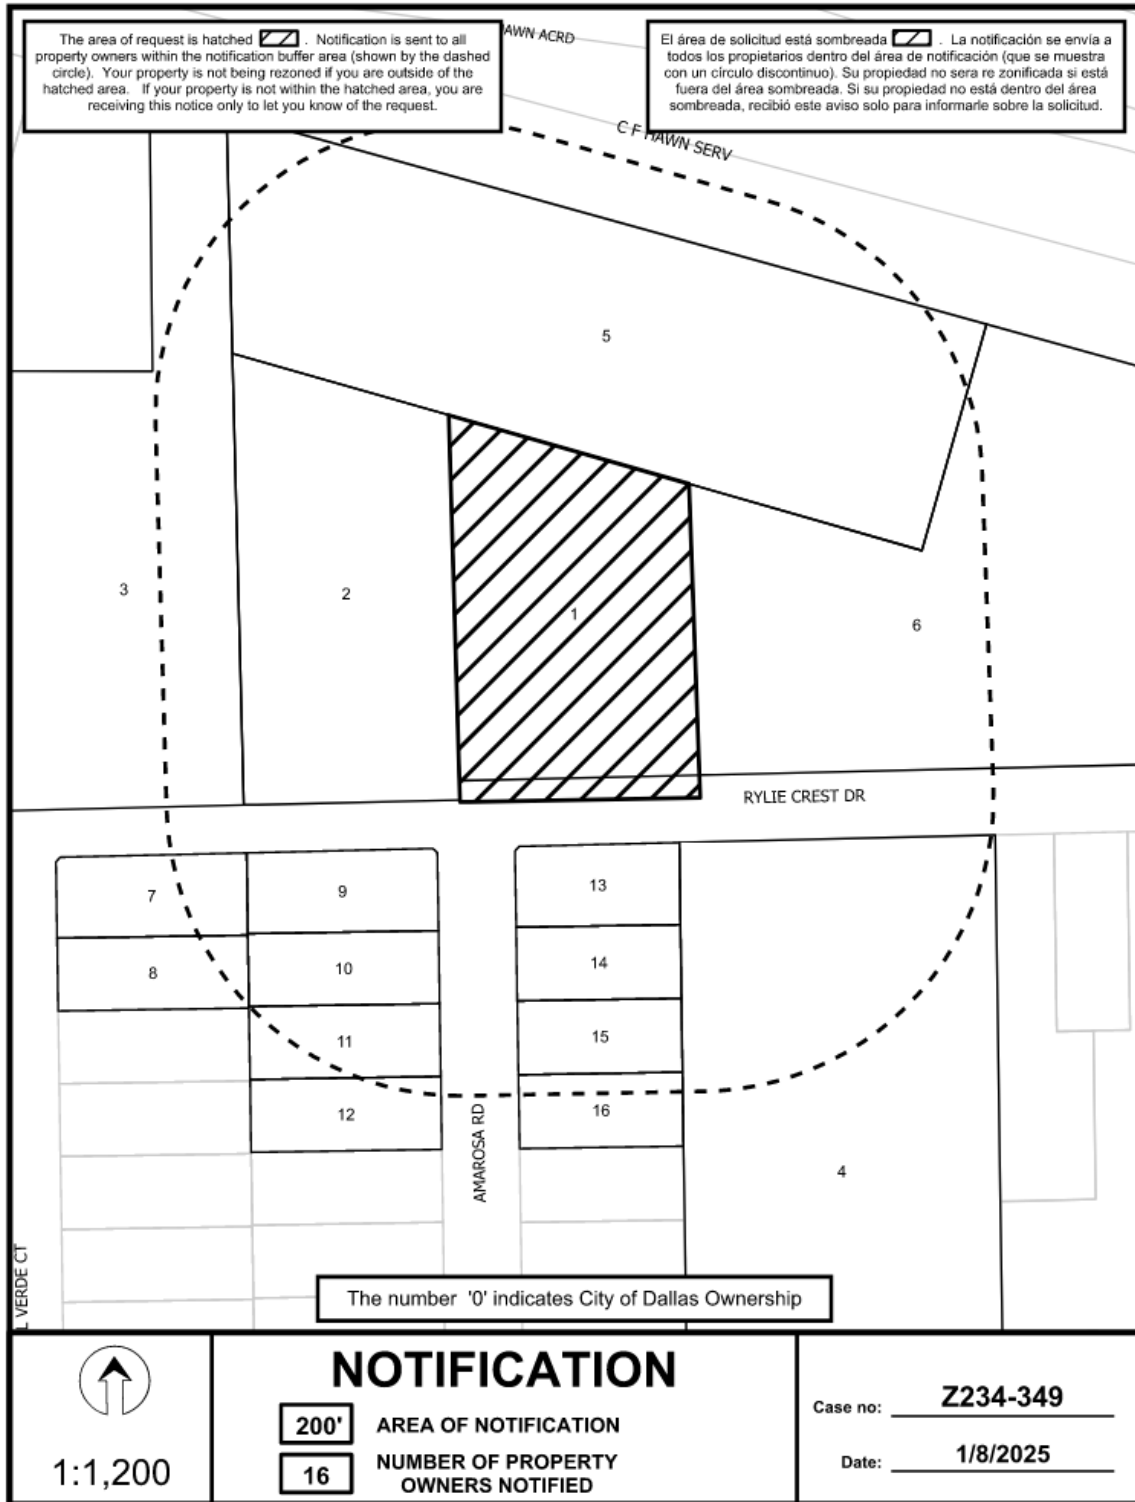 The area of request is hatched . Notification is sent to all
property owners within the notification buffer area (shown by the dashed
circle). Your property is not being rezoned if you are outside of the
hatched area. If your property is not within the hatched area, you are
receiving this notice only to let you know of the request.
El área de solicitud está sombreada . La notificación se envía a
todos los propietarios dentro del área de notificación (que se muestra
con un círculo discontinuo). Su propiedad no sera re zonificada si está
fuera del área sombreada. Si su propiedad no está dentro del área
sombreada, recibió este aviso solo para informarle sobre la solicitud.
AWN ACRD
C F HAWN SERV
5
3
2
1
6
RYLIE CREST DR
7
9
13
8
10
14
11
15
12
16
AMAROSA RD
4
L VERDE CT
The number '0' indicates City of Dallas Ownership
1:1,200
NOTIFICATION
200' AREA OF NOTIFICATION
16 NUMBER OF PROPERTY
OWNERS NOTIFIED
Case no: Z234-349
Date: 1/8/2025